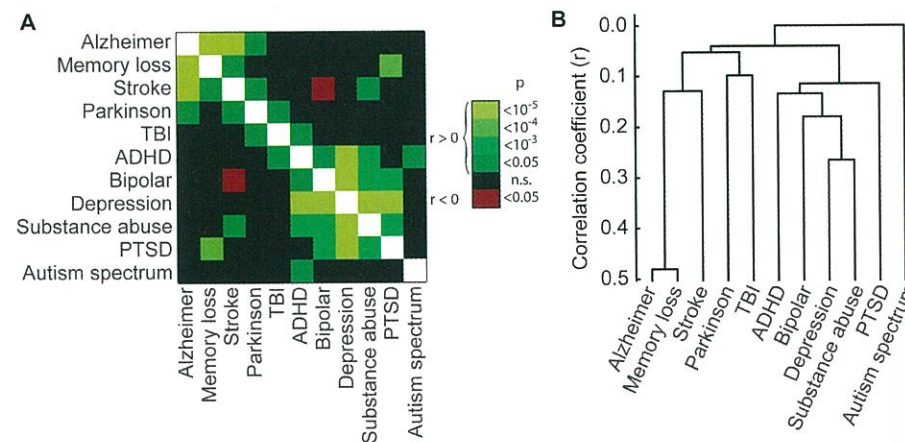 A
Alzheimer
Memory loss
Stroke
Parkinson
TBI
ADHD
Bipolar
Depression
Substance abuse
PTSD
Autism spectrum
Alzheimer
Memory loss
Stroke
Parkinson
TBI
ADHD
Bipolar
Depression
Substance abuse
PTSD
Autism spectrum
p
r > 0
<10-5
<10-4
<10-3
<0.05
n.s.
r < 0
<0.05
B
Correlation coefficient (r)
0.0
0.1
0.2
0.3
0.4
0.5
Alzheimer
Memory loss
Stroke
Parkinson
TBI
ADHD
Bipolar
Depression
Substance abuse
PTSD
Autism spectrum